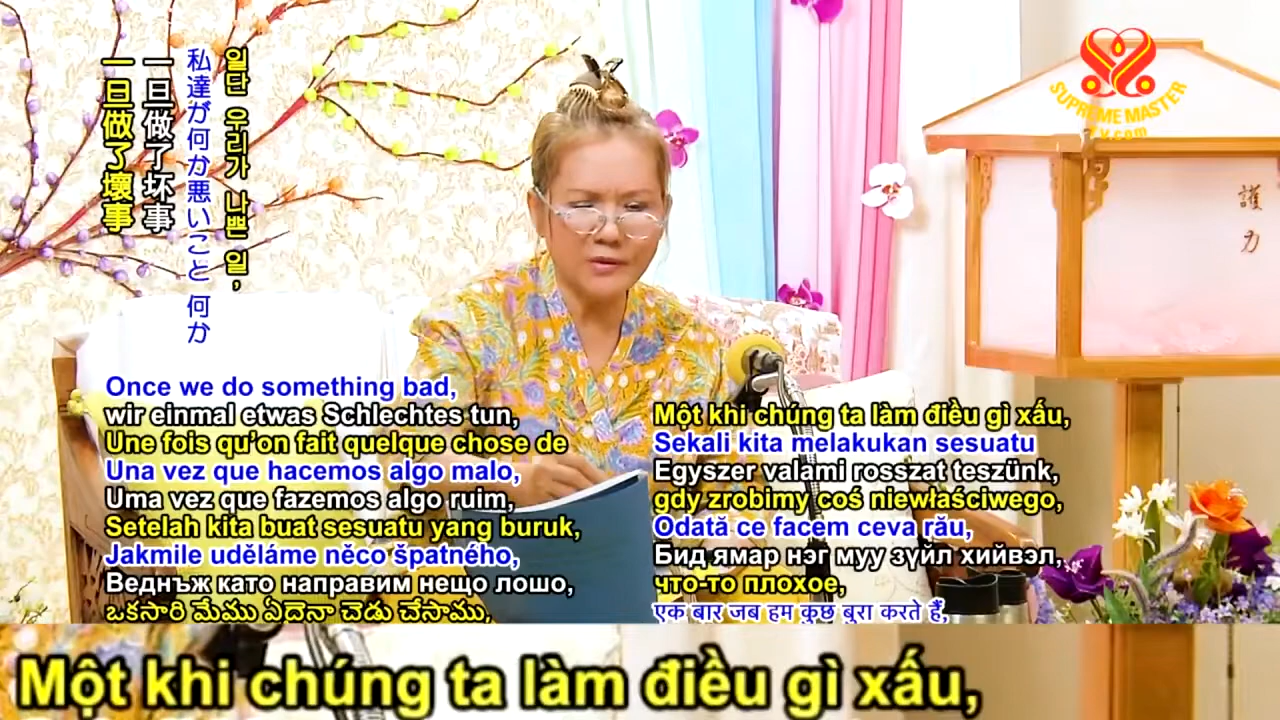 일단 우리가 나쁜 일,
私達が何か悪いこと 何か
一旦做了坏事
一旦做了壞事
SUPREME MASTER
TV.com
護力
Once we do something bad,
wir einmal etwas Schlechtes tun,
Une fois qu’on fait quelque chose de
Una vez que hacemos algo malo,
Uma vez que fazemos algo ruim,
Setelah kita buat sesuatu yang buruk,
Jakmile uděláme něco špatného,
Веднъж като направим нещо лошо,
ఒకసారి మేము ఏదైనా చెడు చేసాము,
Một khi chúng ta làm điều gì xấu,
Sekali kita melakukan sesuatu
Egyszer valami rosszat teszünk,
gdy zrobimy coś niewłaściwego,
Odată ce facem ceva rău,
Бид ямар нэг муу зүйл хийвэл,
что-то плохое,
एक बार जब हम कुछ बुरा करते हैं,
Một khi chúng ta làm điều gì xấu,